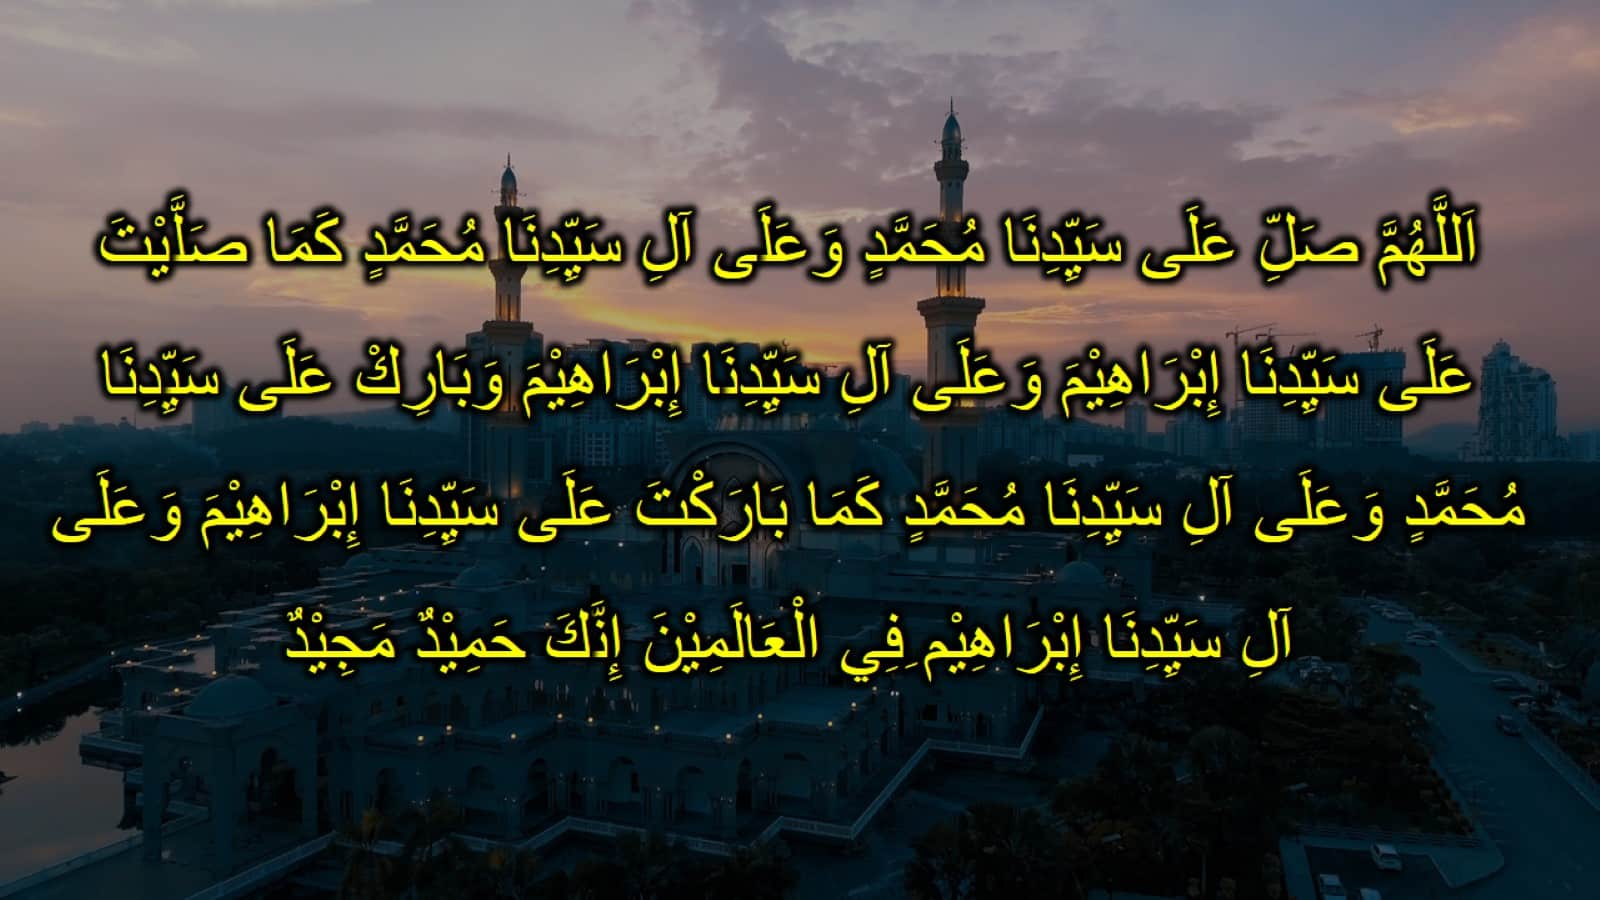 اَللَّهُمَّ صَلِّ عَلَى سَيِّدِنَا مُحَمَّدٍ وَعَلَى آلِ سَيِّدِنَا مُحَمَّدٍ كَمَا صَلَّيْتَ
عَلَى سَيِّدِنَا إِبْرَاهِيْمَ وَعَلَى آلِ سَيِّدِنَا إِبْرَاهِيْمَ وَبَارِكْ عَلَى سَيِّدِنَا
مُحَمَّدٍ وَعَلَى آلِ سَيِّدِنَا مُحَمَّدٍ كَمَا بَارَكْتَ عَلَى سَيِّدِنَا إِبْرَاهِيْمَ وَعَلَى
آلِ سَيِّدِنَا إِبْرَاهِيْم ِفِي الْعَالَمِيْنَ إِنَّكَ حَمِيْدٌ مَجِيْدٌ